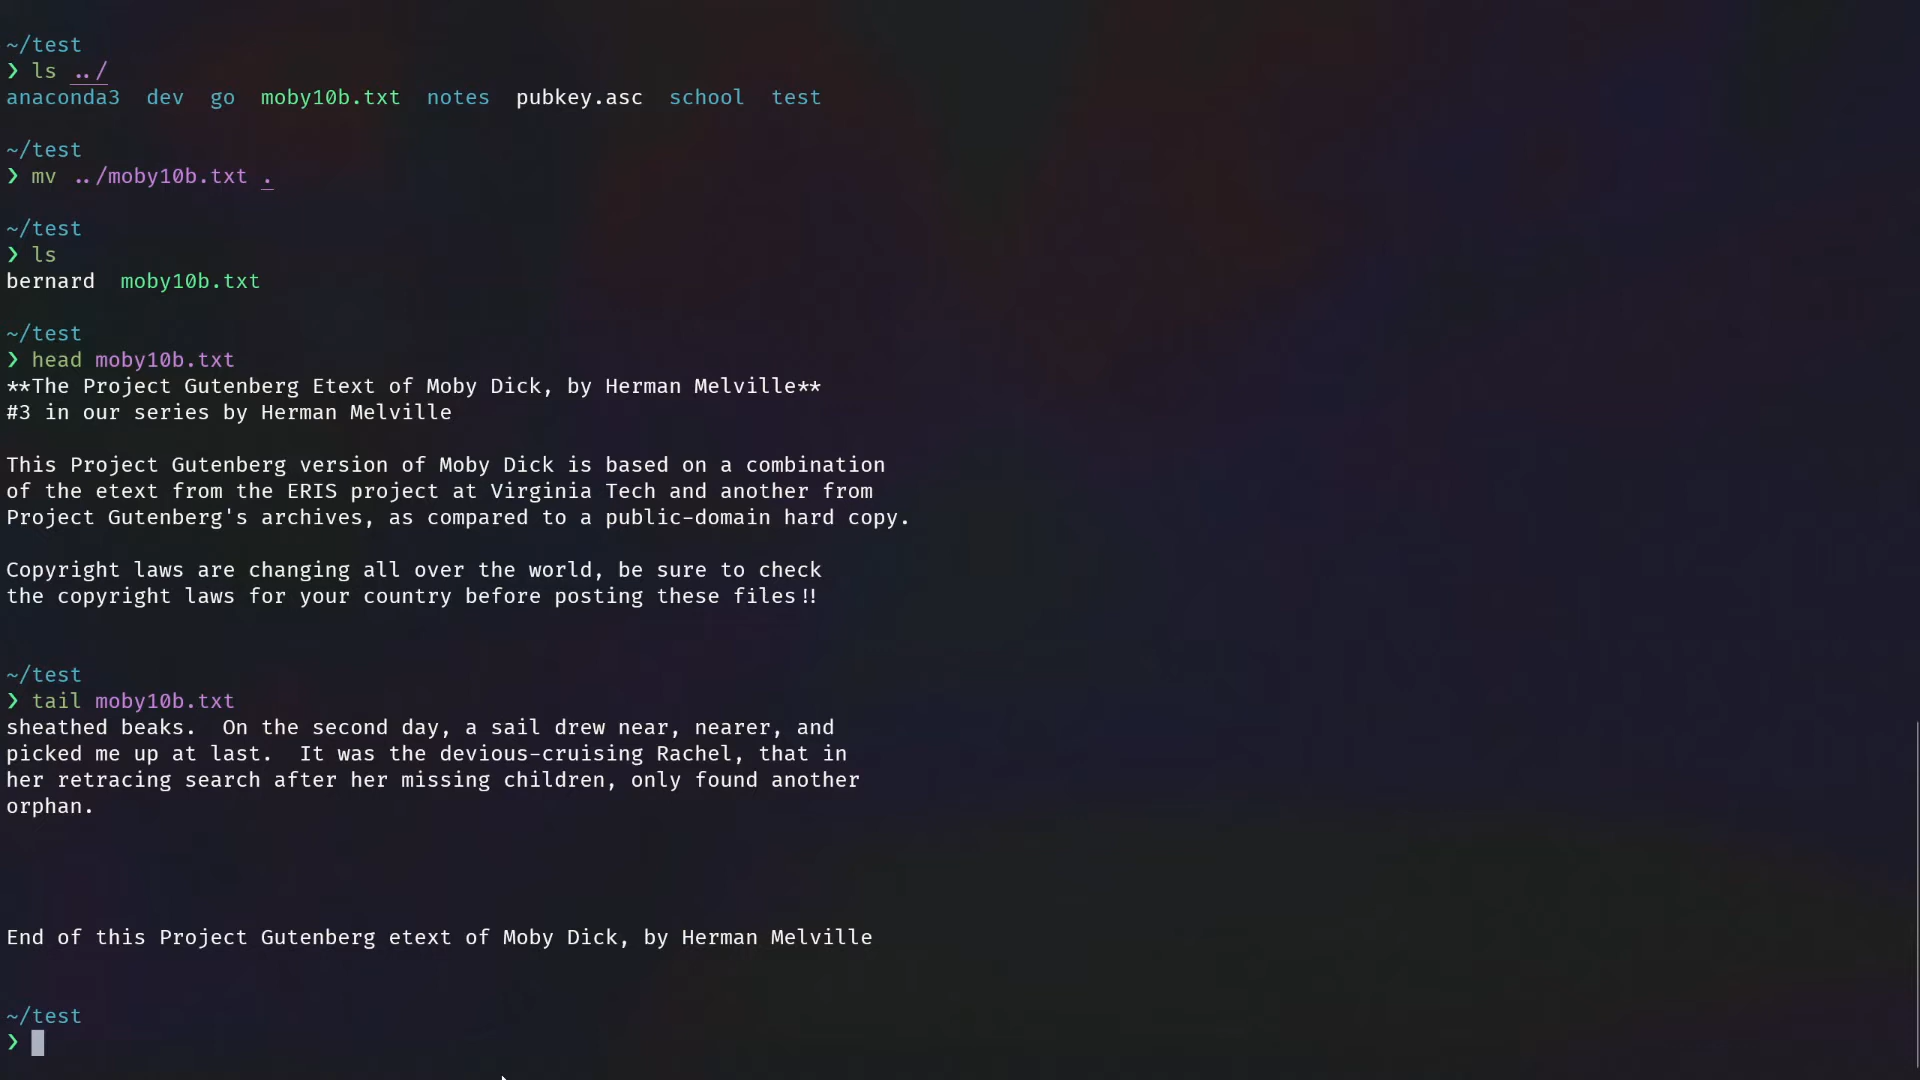 ~/test
❯ ls ../
anaconda3  dev  go  moby10b.txt  notes  pubkey.asc  school  test
~/test
❯ mv ../moby10b.txt .
~/test
❯ ls
bernard  moby10b.txt
~/test
❯ head moby10b.txt
**The Project Gutenberg Etext of Moby Dick, by Herman Melville**
#3 in our series by Herman Melville
This Project Gutenberg version of Moby Dick is based on a combination
of the etext from the ERIS project at Virginia Tech and another from
Project Gutenberg's archives, as compared to a public-domain hard copy.
Copyright laws are changing all over the world, be sure to check
the copyright laws for your country before posting these files!!
~/test
❯ tail moby10b.txt
sheathed beaks.  On the second day, a sail drew near, nearer, and
picked me up at last.  It was the devious-cruising Rachel, that in
her retracing search after her missing children, only found another
orphan.
End of this Project Gutenberg etext of Moby Dick, by Herman Melville
~/test
❯